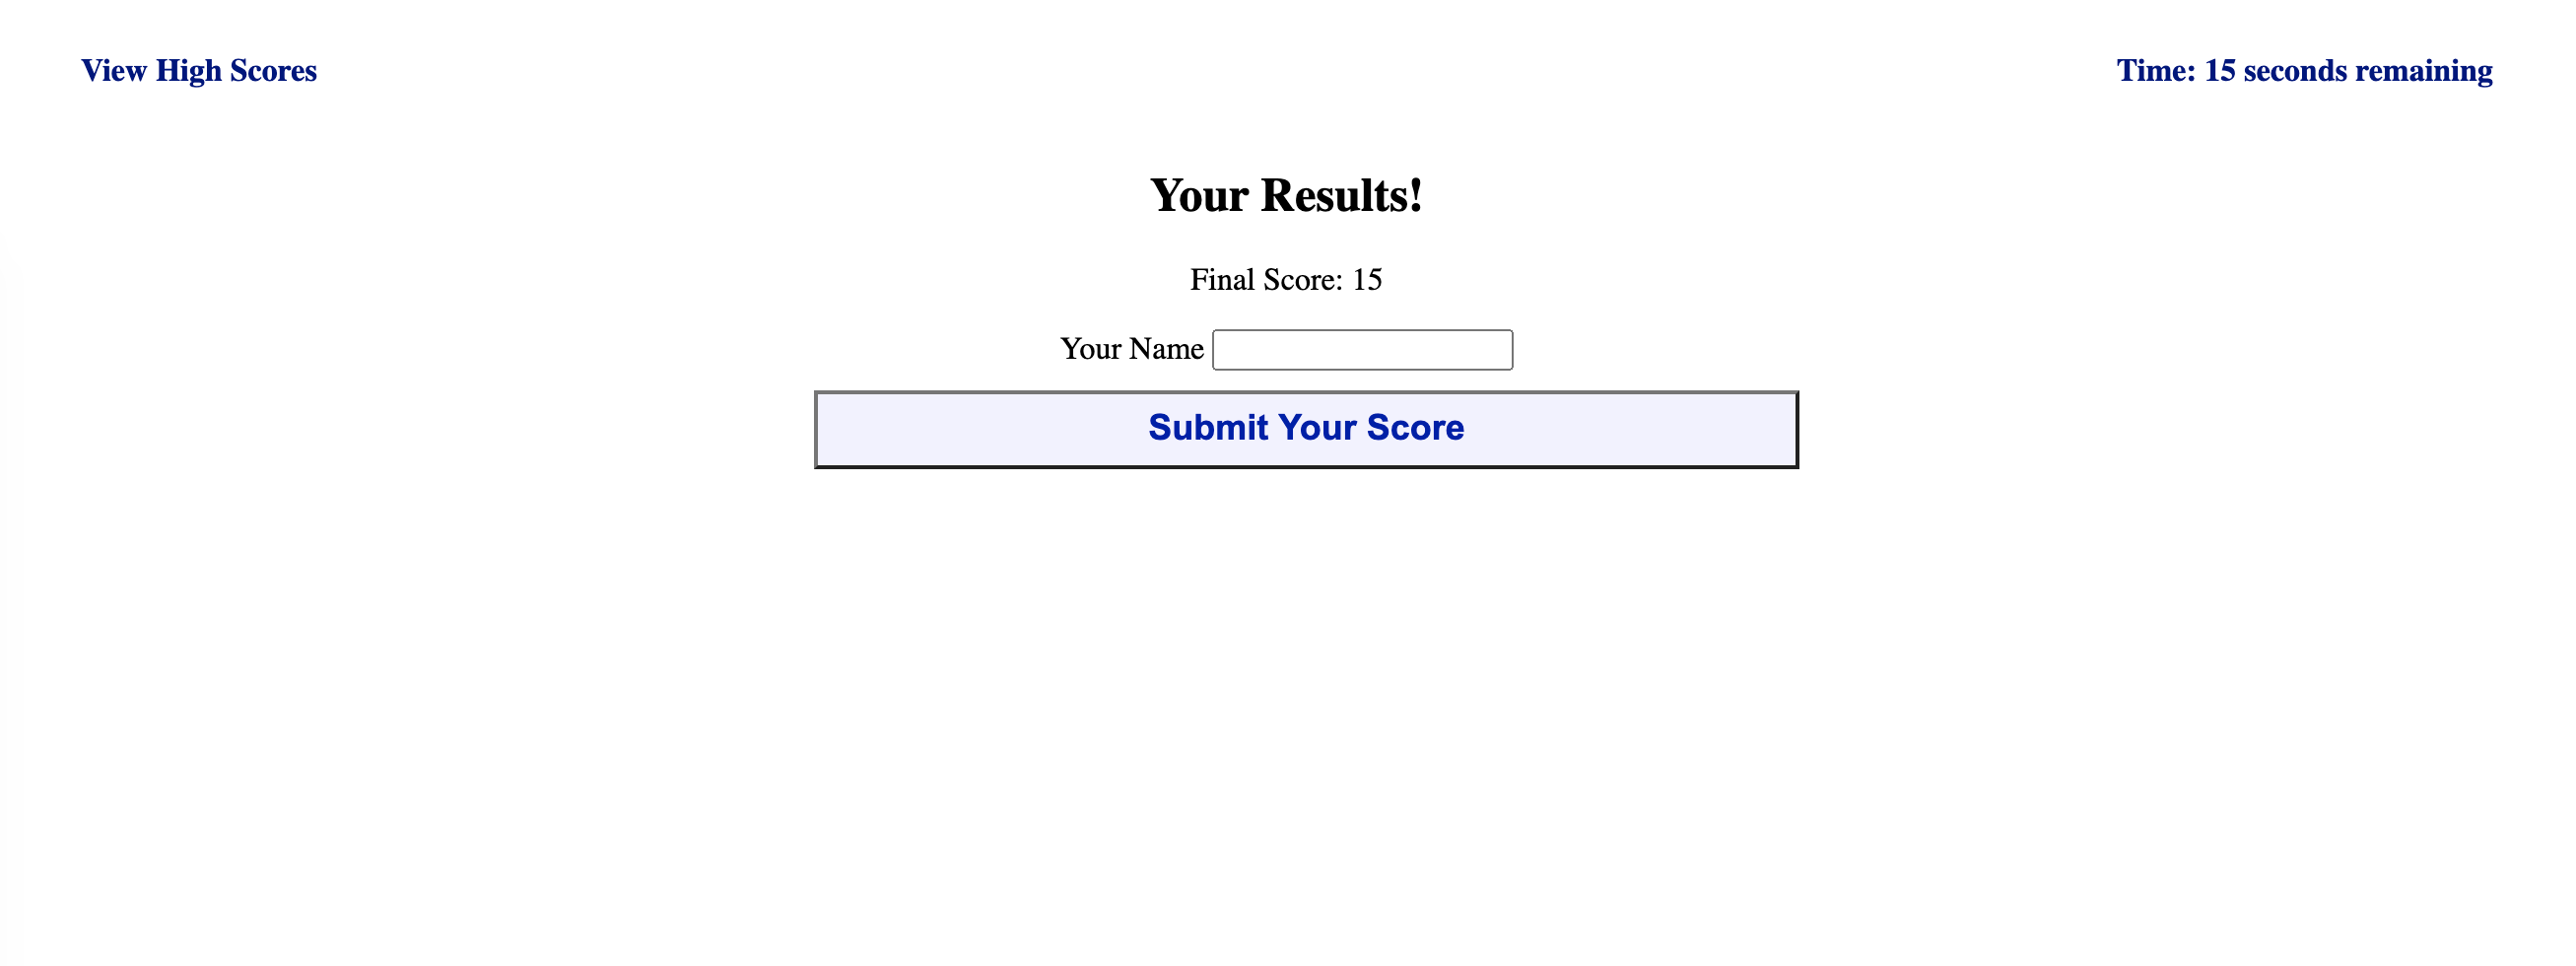 View High Scores
Time: 15 seconds remaining
Your Results!
Final Score: 15
Your Name
Submit Your Score